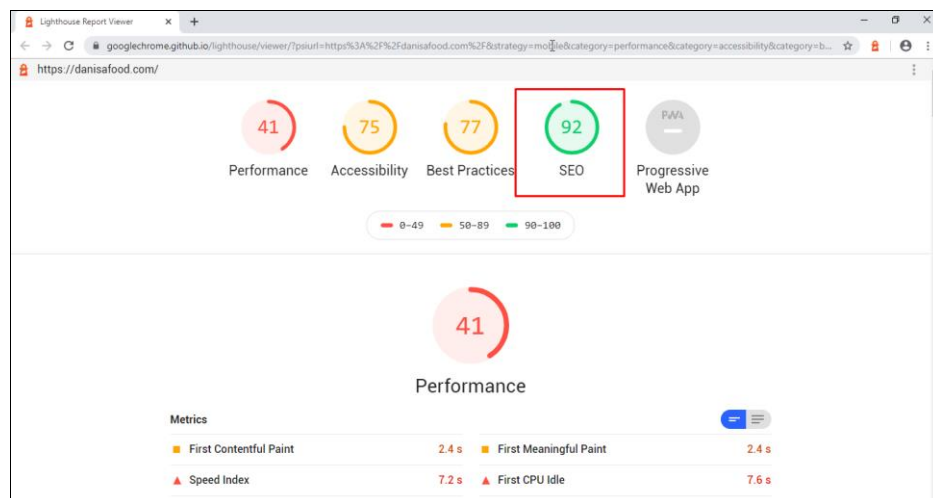 Lighthouse Report Viewer
googlechrome.github.io/lighthouse/viewer/?psiurl=https%3A%2F%2Fdanisafood.com%2F&strategy=mobile&category=performance&category=accessibility&category=b...
https://danisafood.com/
41 75 77 92 PWA
Performance Accessibility Best Practices SEO Progressive
Web App
0-49 50-89 90-100
41
Performance
Metrics
First Contentful Paint 2.4 s First Meaningful Paint 2.4 s
Speed Index 7.2 s First CPU Idle 7.6 s